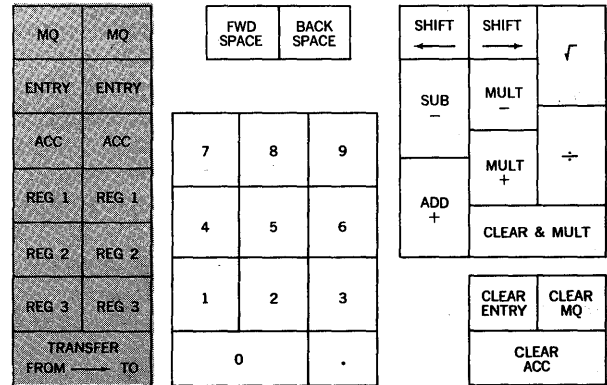 MQ MQ
ENTRY ENTRY
ACC ACC
REG 1 REG 1
REG 2 REG 2
REG 3 REG 3
TRANSFER
FROM → TO
FWD SPACE
BACK SPACE
7 8 9
4 5 6
1 2 3
0 .
SHIFT ←
SHIFT →
√
SUB −
MULT −
÷
MULT +
ADD +
CLEAR & MULT
CLEAR ENTRY
CLEAR MQ
CLEAR ACC